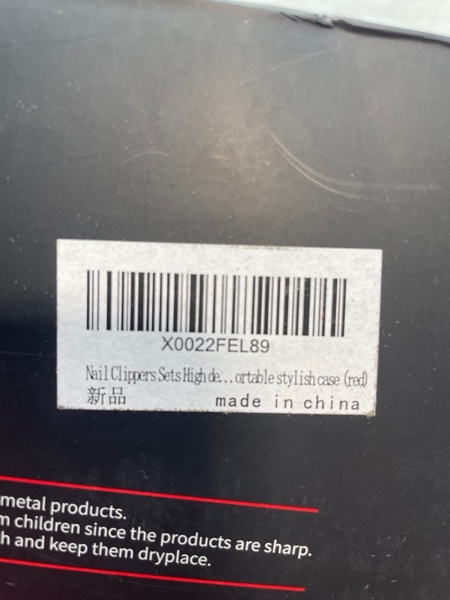 X0022FEL89
Nail Clippers Sets High de...ortable stylish case (red)
新品
made in china
metal products.
children since the products are sharp.
and keep them dryplace.